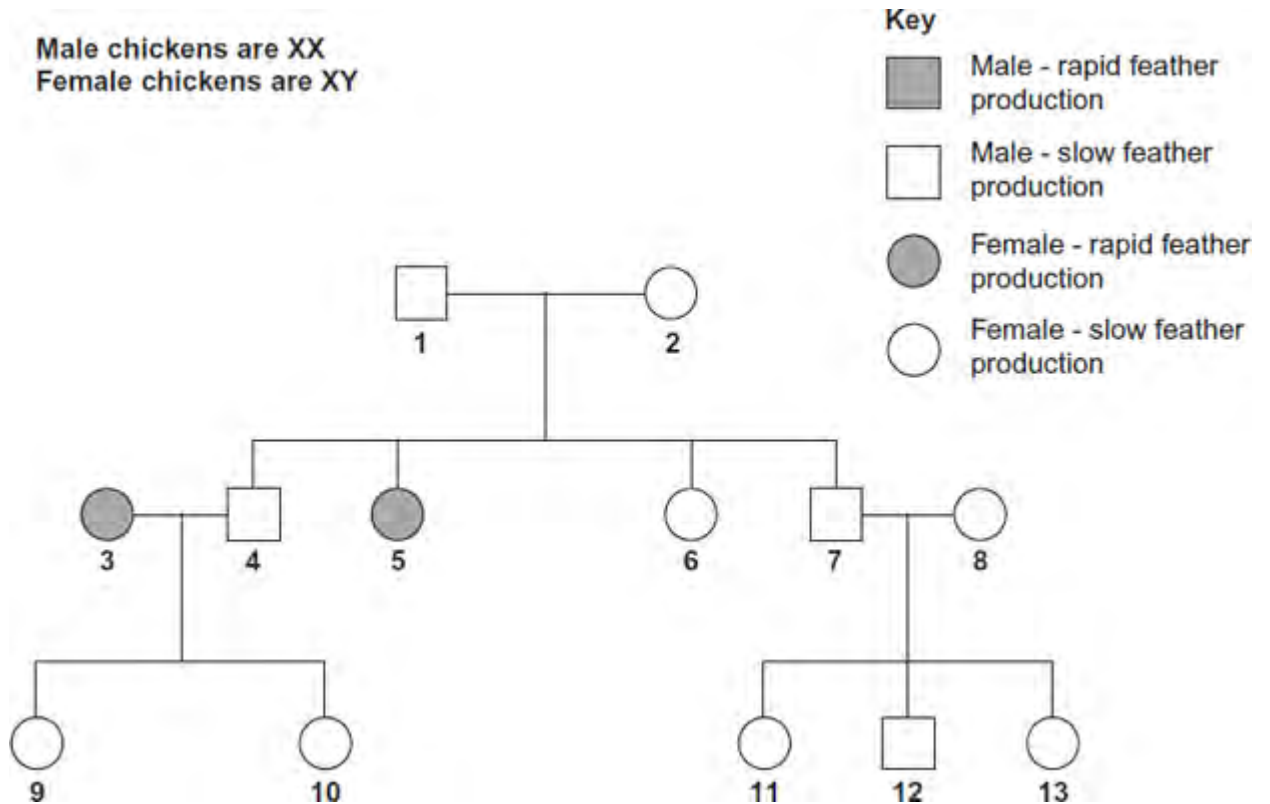 Male chickens are XX
Female chickens are XY
Key
Male - rapid feather
production
Male - slow feather
production
Female - rapid feather
production
Female - slow feather
production
1
2
3
4
5
6
7
8
9
10
11
12
13